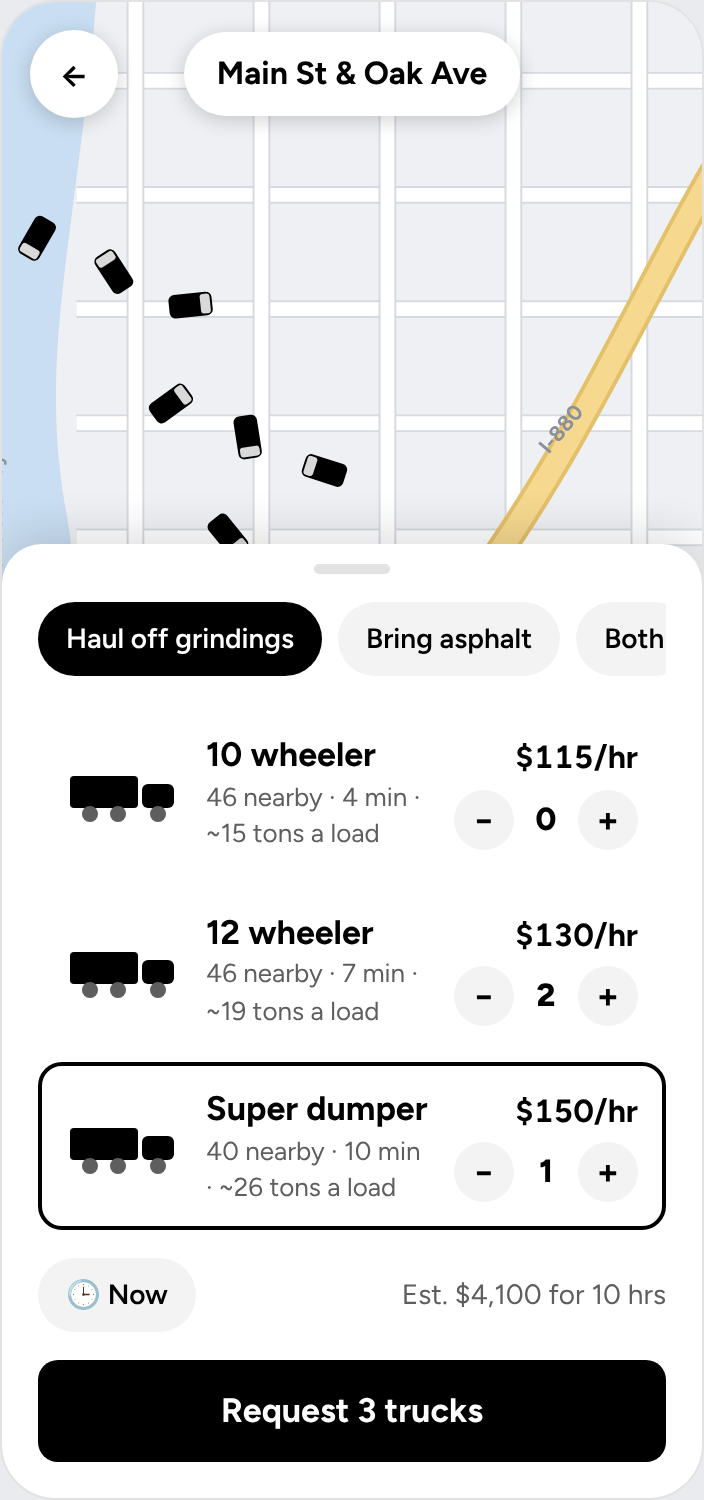 Main St & Oak Ave
I-880
Haul off grindings
Bring asphalt
Both
10 wheeler
$115/hr
46 nearby · 4 min ·
~15 tons a load
− 0 +
12 wheeler
$130/hr
46 nearby · 7 min ·
~19 tons a load
− 2 +
Super dumper
$150/hr
40 nearby · 10 min
· ~26 tons a load
− 1 +
Now
Est. $4,100 for 10 hrs
Request 3 trucks